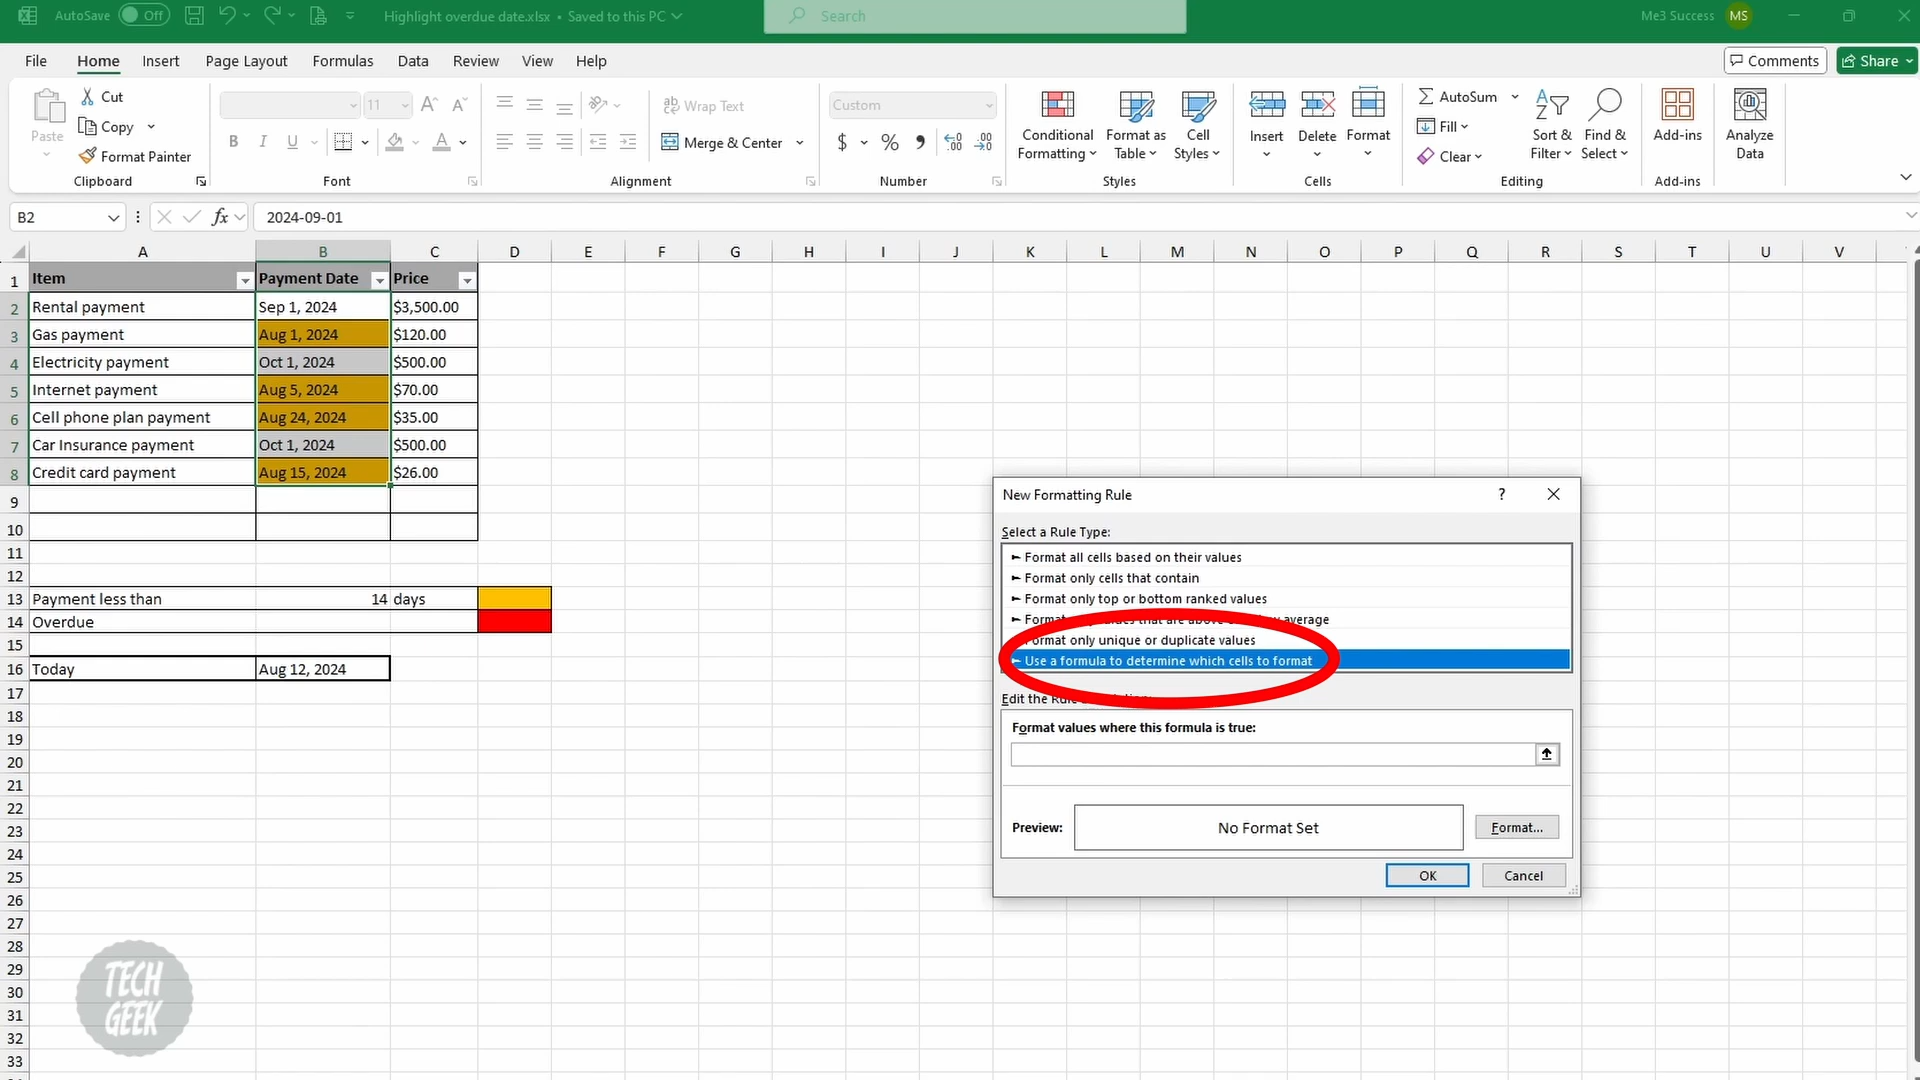 AutoSave Off Highlight overdue date.xlsx • Saved to this PC Search Me3 Success MS
File Home Insert Page Layout Formulas Data Review View Help Comments Share
Paste
Cut
Copy
Format Painter
Clipboard
11
B I U
Font
ab Wrap Text
Merge & Center
Alignment
Custom
$ % 9 .00 .00
Number
Conditional Formatting
Format as Table
Cell Styles
Styles
Insert Delete Format
Cells
AutoSum
Fill
Clear
Sort & Filter
Find & Select
Editing
Add-ins
Add-ins
Analyze Data
B2 fx 2024-09-01
A B C D E F G H I J K L M N O P Q R S T U V
1 Item Payment Date Price
2 Rental payment Sep 1, 2024 $3,500.00
3 Gas payment Aug 1, 2024 $120.00
4 Electricity payment Oct 1, 2024 $500.00
5 Internet payment Aug 5, 2024 $70.00
6 Cell phone plan payment Aug 24, 2024 $35.00
7 Car Insurance payment Oct 1, 2024 $500.00
8 Credit card payment Aug 15, 2024 $26.00
9
10
11
12
13 Payment less than 14 days
14 Overdue
15
16 Today Aug 12, 2024
17
18
19
20
21
22
23
24
25
26
27
28
29
30
31
32
33
New Formatting Rule ?
Select a Rule Type:
Format all cells based on their values
Format only cells that contain
Format only top or bottom ranked values
that are above average
Format only unique or duplicate values
Use a formula to determine which cells to format
Edit the Rule
Format values where this formula is true:
Preview: No Format Set Format...
OK Cancel
TECH
GEEK